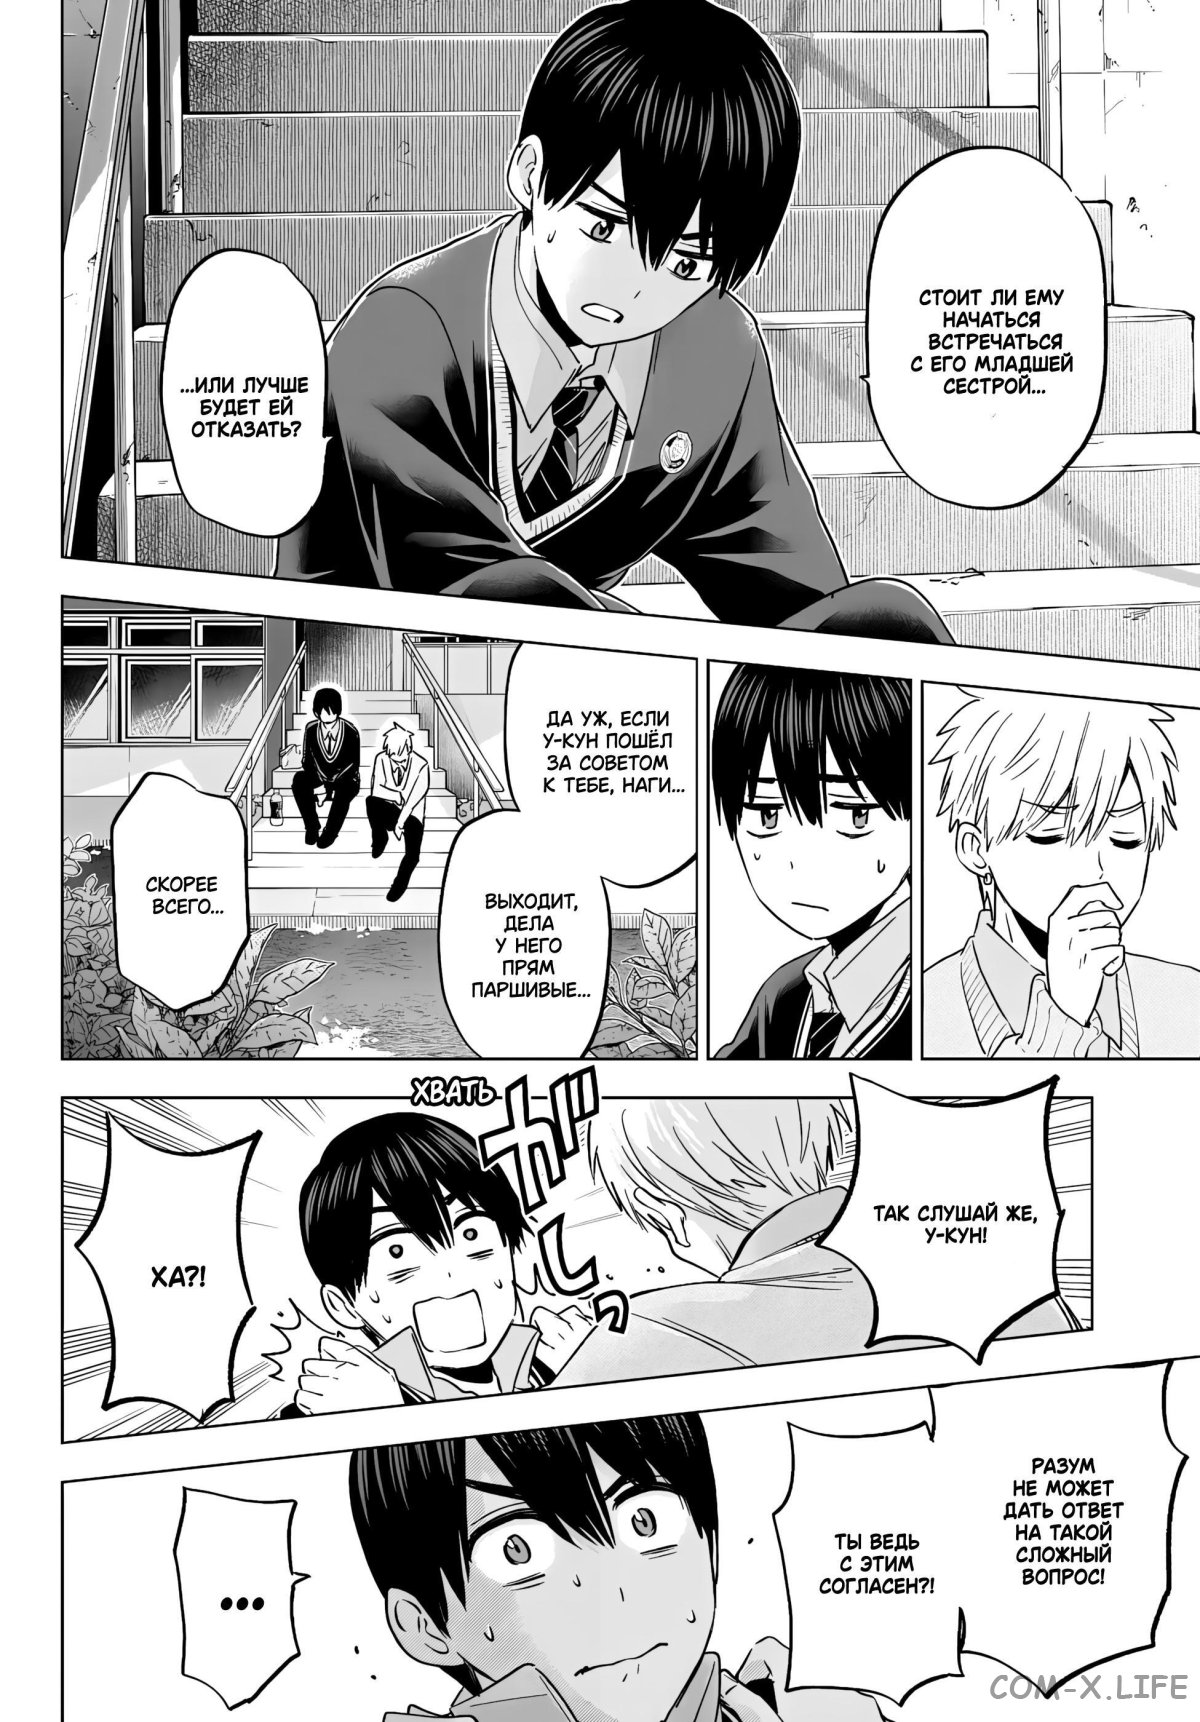 СТОИТ ЛИ ЕМУ
НАЧАТЬСЯ
ВСТРЕЧАТЬСЯ
С ЕГО МЛАДШЕЙ
СЕСТРОЙ...
...ИЛИ ЛУЧШЕ
БУДЕТ ЕЙ
ОТКАЗАТЬ?
ДА УЖ, ЕСЛИ
У-КУН ПОШЁЛ
ЗА СОВЕТОМ
К ТЕБЕ, НАГИ...
ВЫХОДИТ,
ДЕЛА
У НЕГО
ПРЯМ
ПАРШИВЫЕ...
СКОРЕЕ
ВСЕГО...
ТАК СЛУШАЙ ЖЕ,
У-КУН!
ХВАТЬ
ガシッ
ХА?!
РАЗУМ
НЕ МОЖЕТ
ДАТЬ ОТВЕТ
НА ТАКОЙ
СЛОЖНЫЙ
ВОПРОС!
ТЫ ВЕДЬ
С ЭТИМ
СОГЛАСЕН?!
...
COM-X.LIFE